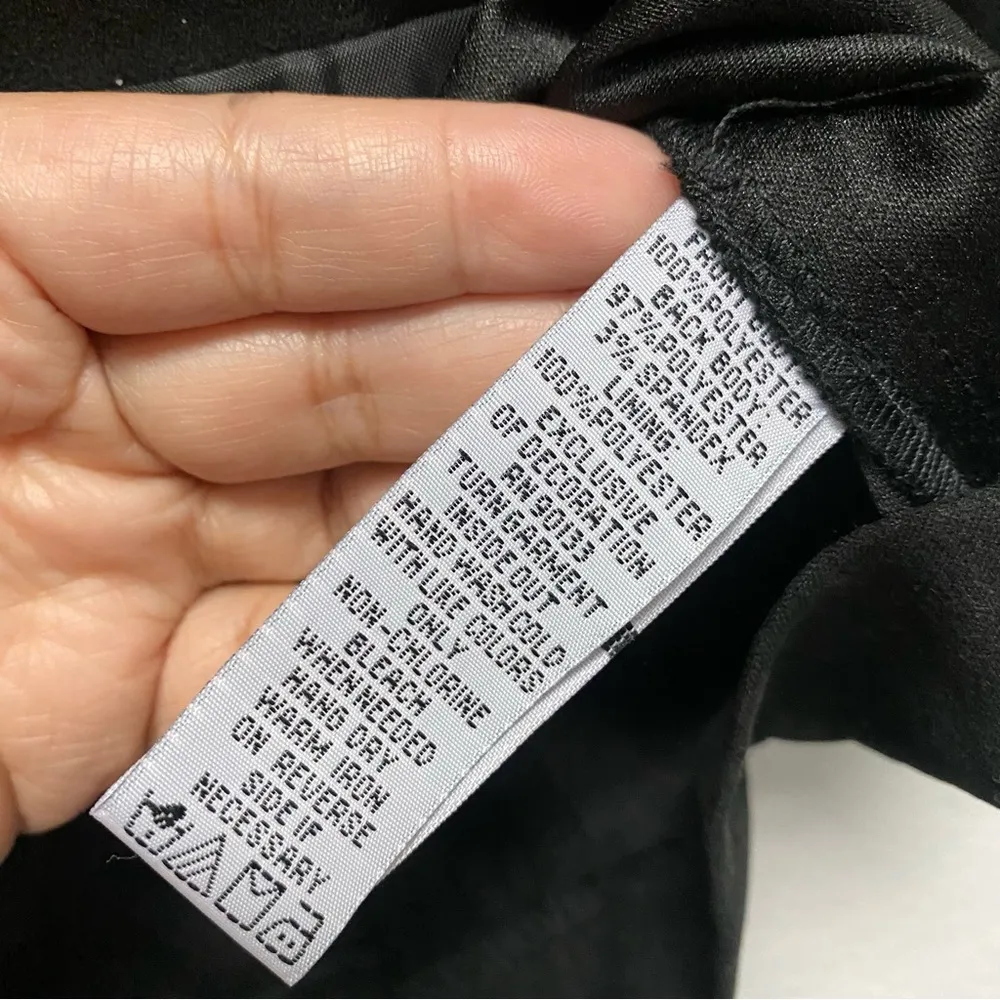 100%POLYESTER
BACK BODY:
97%POLYESTER
3% SPANDEX
LINING
100%POLYESTER
EXCLUSIVE
OF DECORATION
RN 90133
TURN GARMENT
INSIDE OUT
HAND WASH COLD
WITH LIKE COLORS
ONLY
NON-CHLORINE
BLEACH
WHEN NEEDED
HANG DRY
WARM IRON
ON REVERSE
SIDE IF
NECESSARY